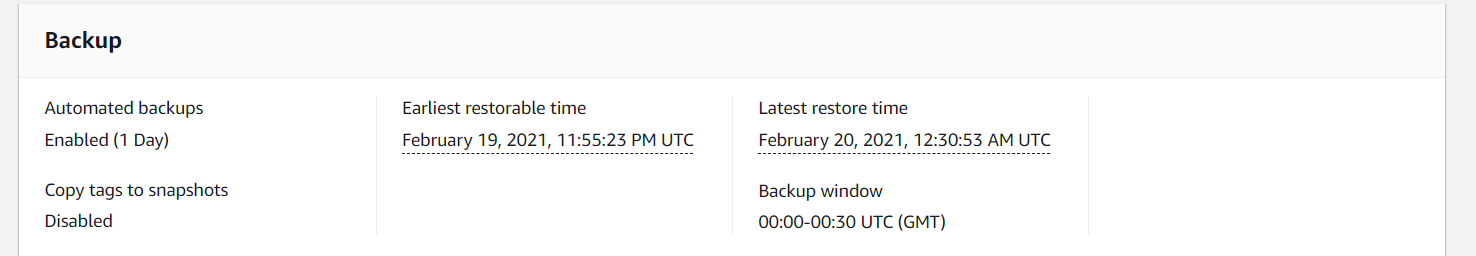 Backup
Automated backups
Enabled (1 Day)
Copy tags to snapshots
Disabled
Earliest restorable time
February 19, 2021, 11:55:23 PM UTC
Latest restore time
February 20, 2021, 12:30:53 AM UTC
Backup window
00:00-00:30 UTC (GMT)